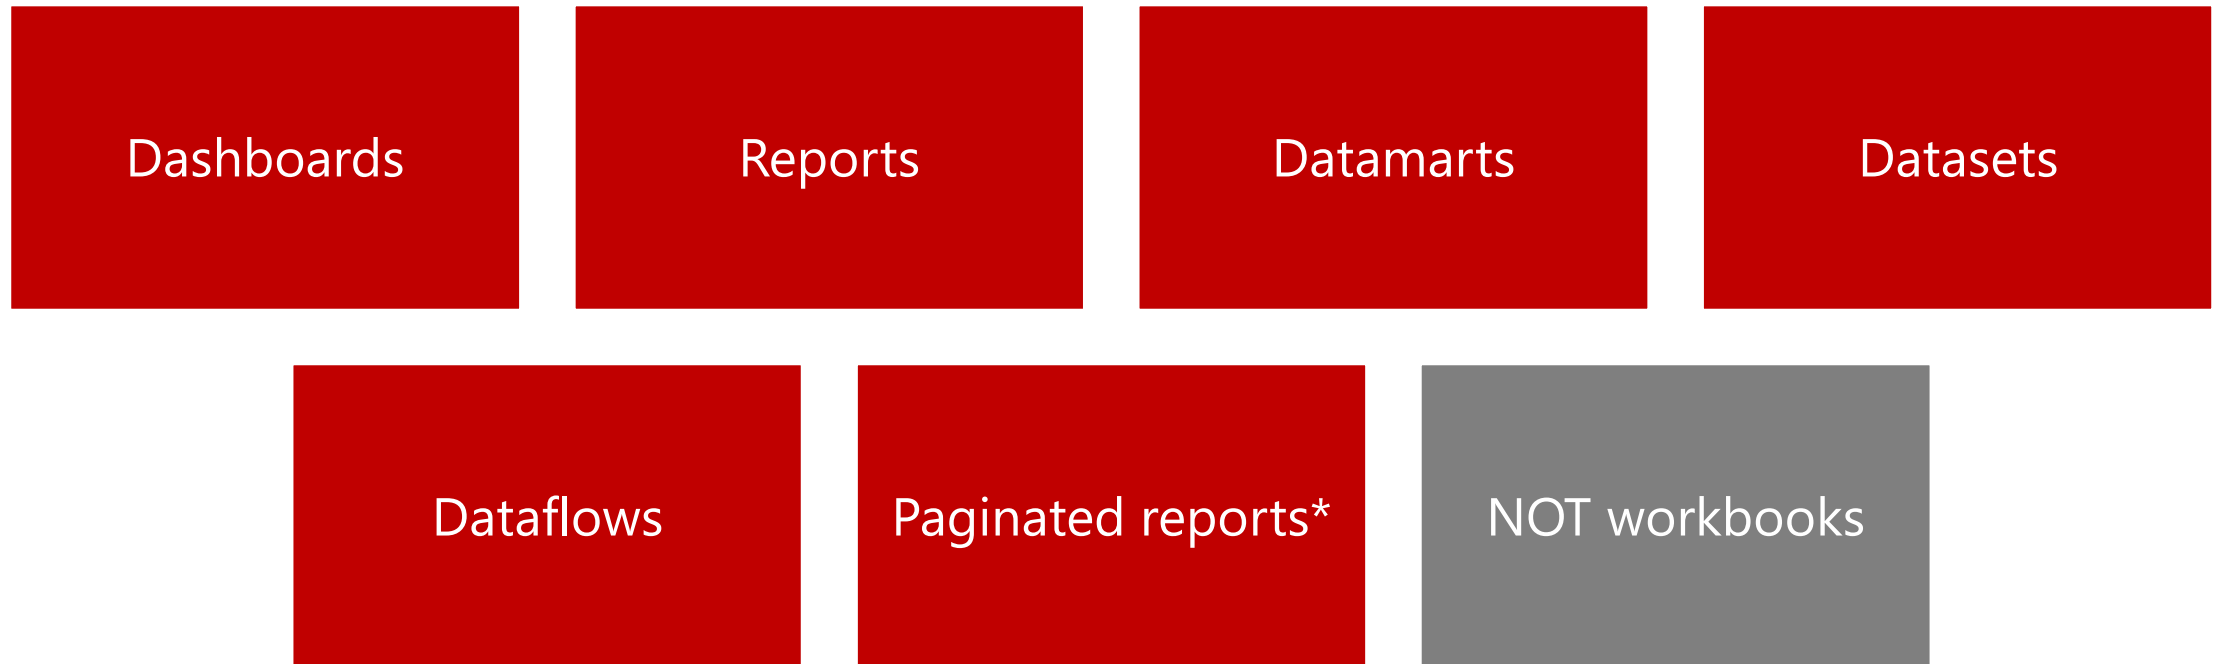 Dashboards
Reports
Datamarts
Datasets
Dataflows
Paginated reports*
NOT workbooks